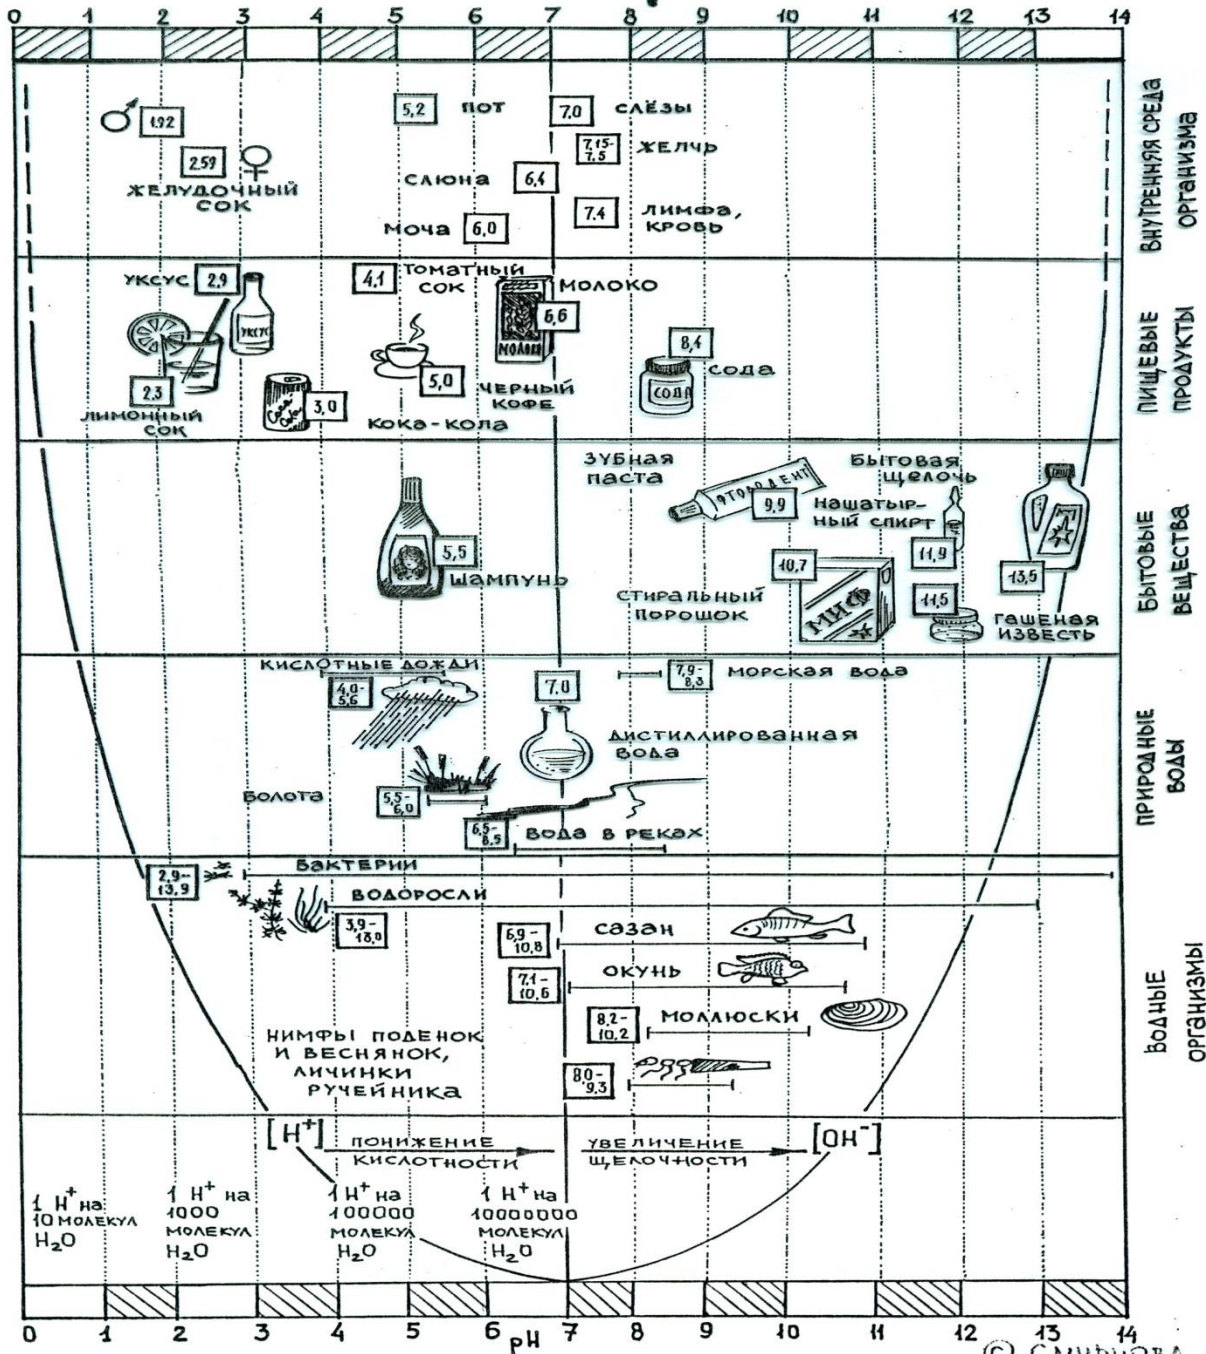 0 1 2 3 4 5 6 7 8 9 10 11 12 13 14
ВНУТРЕННЯЯ СРЕДА
ОРГАНИЗМА
♂ 1.92
2.59 ♀
ЖЕЛУДОЧНЫЙ
СОК
5,2 ПОТ
7.0 СЛЁЗЫ
7,15-
7.5
ЖЕЛЧЬ
СЛЮНА 6,4
7.4 ЛИМФА,
КРОВЬ
МОЧА 6,0
ПИЩЕВЫЕ
ПРОДУКТЫ
УКСУС 2,9
УКСУС
2,3
ЛИМОННЫЙ
СОК
Coca
Cola
3,0
КОКА-КОЛА
4,1 ТОМАТНЫЙ
СОК
5,0
ЧЕРНЫЙ
КОФЕ
МОЛОКО
6,6
МОЛОКО
8,4
СОДА
СОДА
БЫТОВЫЕ
ВЕЩЕСТВА
5,5
ШАМПУНЬ
ЗУБНАЯ
ПАСТА
ФТОРОДЕНТ
9,9
БЫТОВАЯ
ЩЕЛОЧЬ
13,5
НАШАТЫР-
НЫЙ СПИРТ
11,9
10,7
СТИРАЛЬНЫЙ
ПОРОШОК
МИФ
11,5
ГАШЕНАЯ
ИЗВЕСТЬ
ПРИРОДНЫЕ
ВОДЫ
КИСЛОТНЫЕ ДОЖДИ
4,0-
5,6
7.0
ДИСТИЛЛИРОВАННАЯ
ВОДА
7,9-
8,3
МОРСКАЯ ВОДА
БОЛОТА
5,5-
6,0
6,5-
8,5
ВОДА В РЕКАХ
ВОДНЫЕ
ОРГАНИЗМЫ
2,9-
13,9
БАКТЕРИИ
ВОДОРОСЛИ
3,9-
13,0
6,9-
10,8
САЗАН
7,1-
10,6
ОКУНЬ
8,2-
10,2
МОЛЛЮСКИ
НИМФЫ ПОДЕНОК
И ВЕСНЯНОК,
ЛИЧИНКИ
РУЧЕЙНИКА
8.0-
9.3
[H⁺] ПОНИЖЕНИЕ
КИСЛОТНОСТИ
УВЕЛИЧЕНИЕ
ЩЕЛОЧНОСТИ
[OH⁻]
1 H⁺ на
10 МОЛЕКУЛ
H₂O
1 H⁺ на
1000
МОЛЕКУЛ
H₂O
1 H⁺ на
100000
МОЛЕКУЛ
H₂O
1 H⁺ на
10000000
МОЛЕКУЛ
H₂O
0 1 2 3 4 5 6 pH 7 8 9 10 11 12 13 14